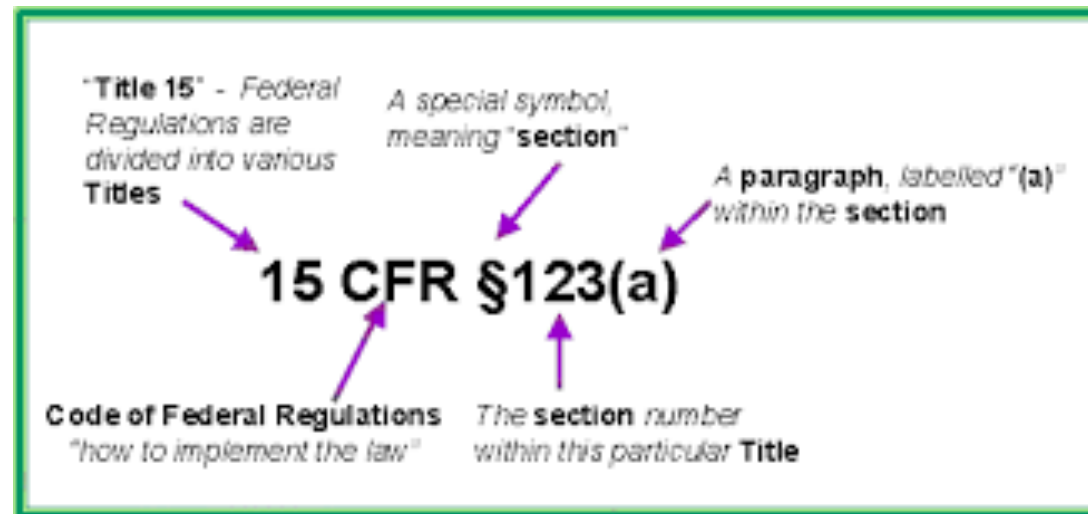 "Title 15" - Federal
Regulations are
divided into various
Titles
A special symbol,
meaning "section"
A paragraph, labelled "(a)"
within the section
15 CFR §123(a)
Code of Federal Regulations
"how to implement the law"
The section number
within this particular Title